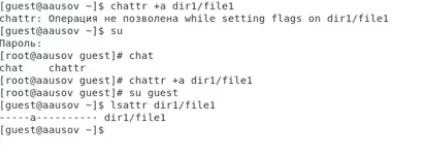 [guest@aausov ~]$ chattr +a dir1/file1
chattr: Операция не позволена while setting flags on dir1/file1
[guest@aausov ~]$ su
Пароль:
[root@aausov guest]# chat
chat    chattr
[root@aausov guest]# chattr +a dir1/file1
[root@aausov guest]# su guest
[guest@aausov ~]$ lsattr dir1/file1
-----a---------- dir1/file1
[guest@aausov ~]$